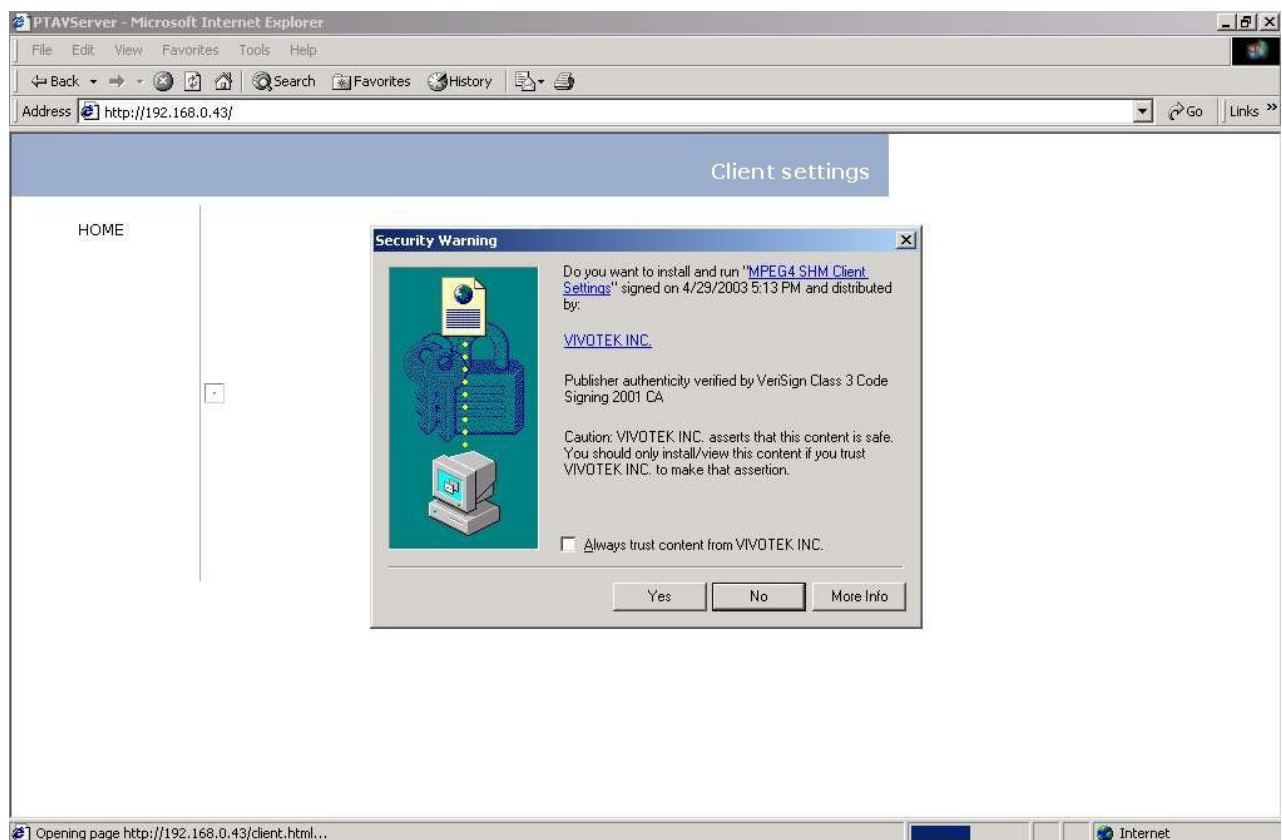 PTAVServer - Microsoft Internet Explorer
File Edit View Favorites Tools Help
Back Search Favorites History
Address http://192.168.0.43/ Go Links »
Client settings
HOME
Security Warning
Do you want to install and run "MPEG4 SHM Client
Settings" signed on 4/29/2003 5:13 PM and distributed
by:
VIVOTEK INC.
Publisher authenticity verified by VeriSign Class 3 Code
Signing 2001 CA
Caution: VIVOTEK INC. asserts that this content is safe.
You should only install/view this content if you trust
VIVOTEK INC. to make that assertion.
Always trust content from VIVOTEK INC.
Yes No More Info
Opening page http://192.168.0.43/client.html... Internet